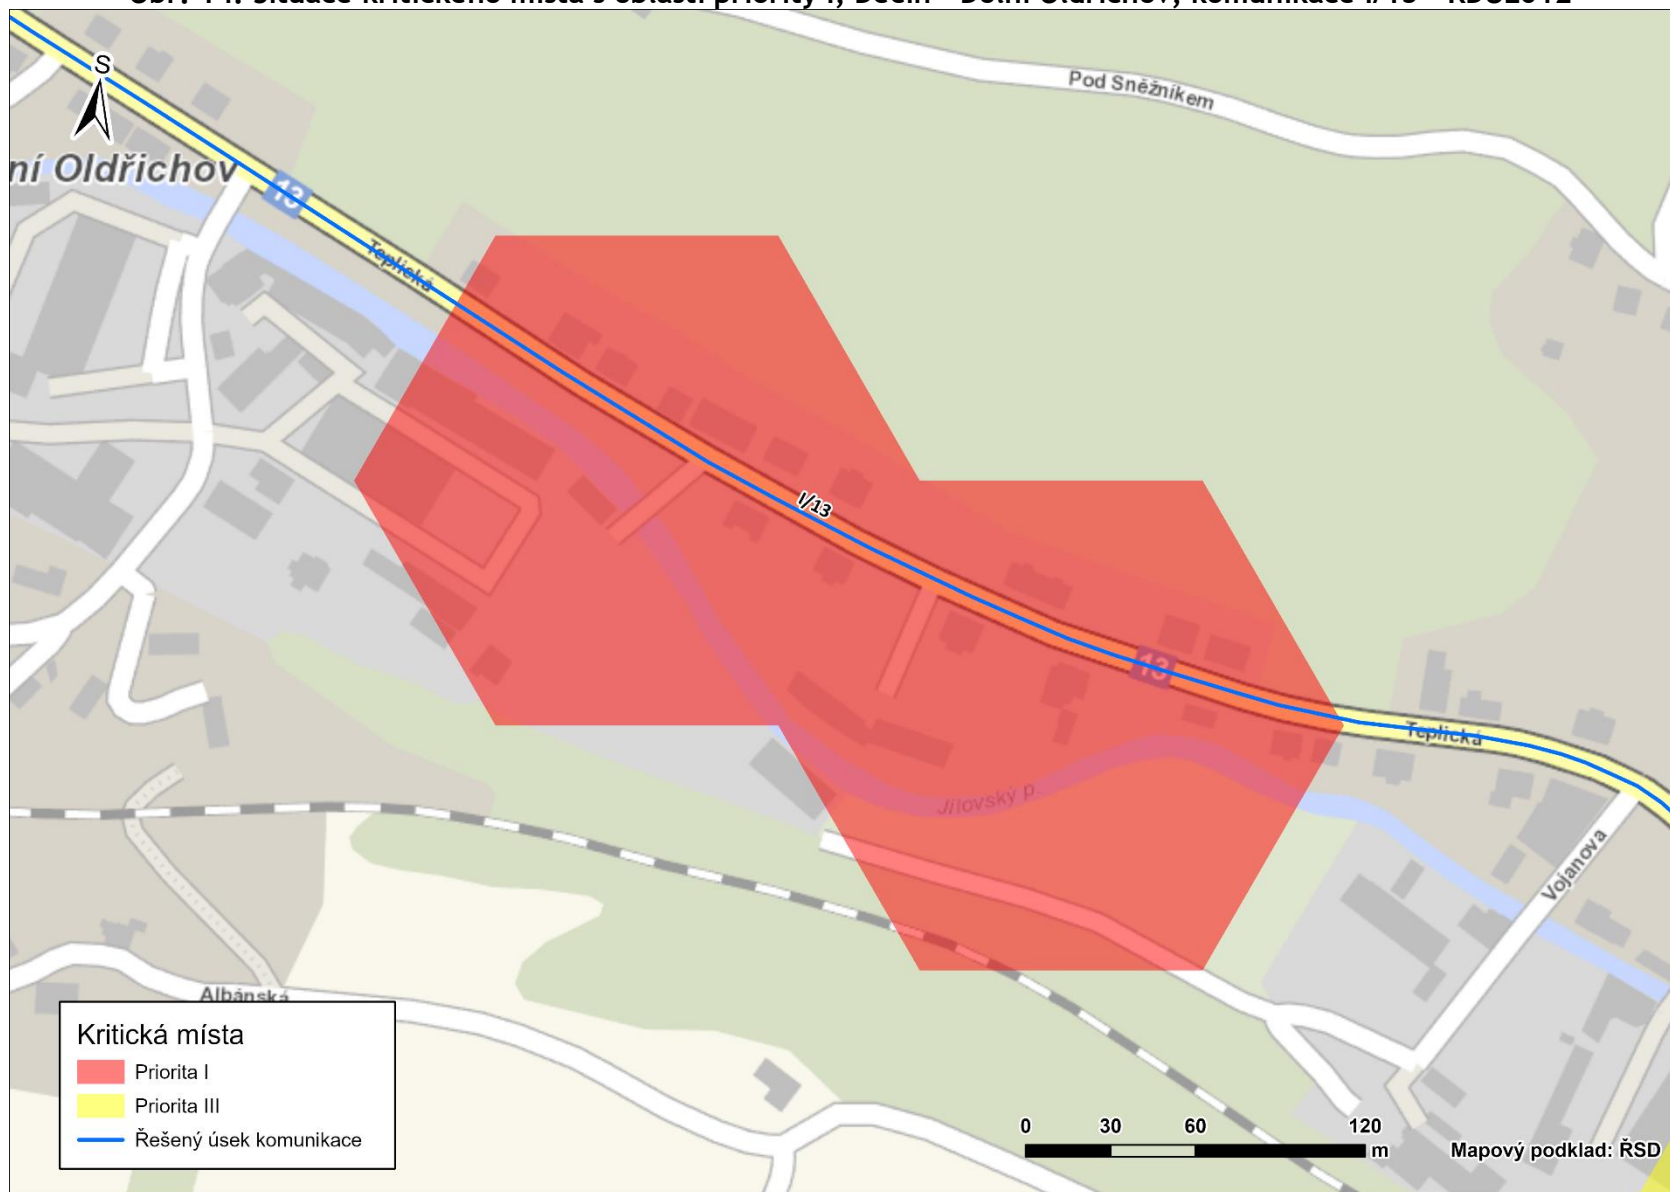 S
Pod Sněžníkem
ní Oldřichov
13
Teplická
I/13
13
Teplická
Jílovský p.
Vojanova
Albánská
Kritická místa
Priorita I
Priorita III
Řešený úsek komunikace
0 30 60 120
m
Mapový podklad: ŘSD